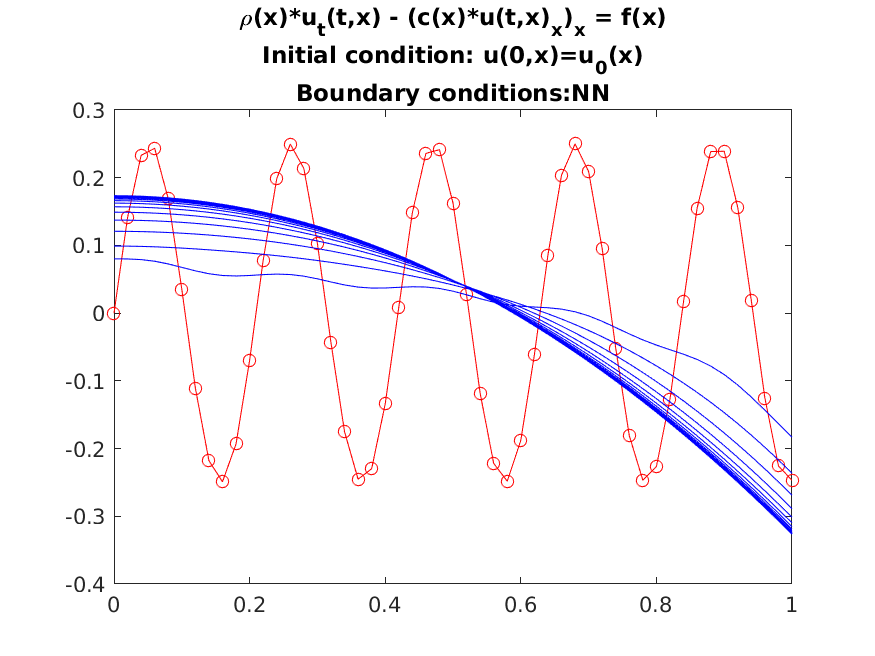 ρ(x)*u_t(t,x) - (c(x)*u(t,x)_x)_x = f(x)
Initial condition: u(0,x)=u_0(x)
Boundary conditions:NN
0.3
0.2
0.1
0
-0.1
-0.2
-0.3
-0.4
0 0.2 0.4 0.6 0.8 1